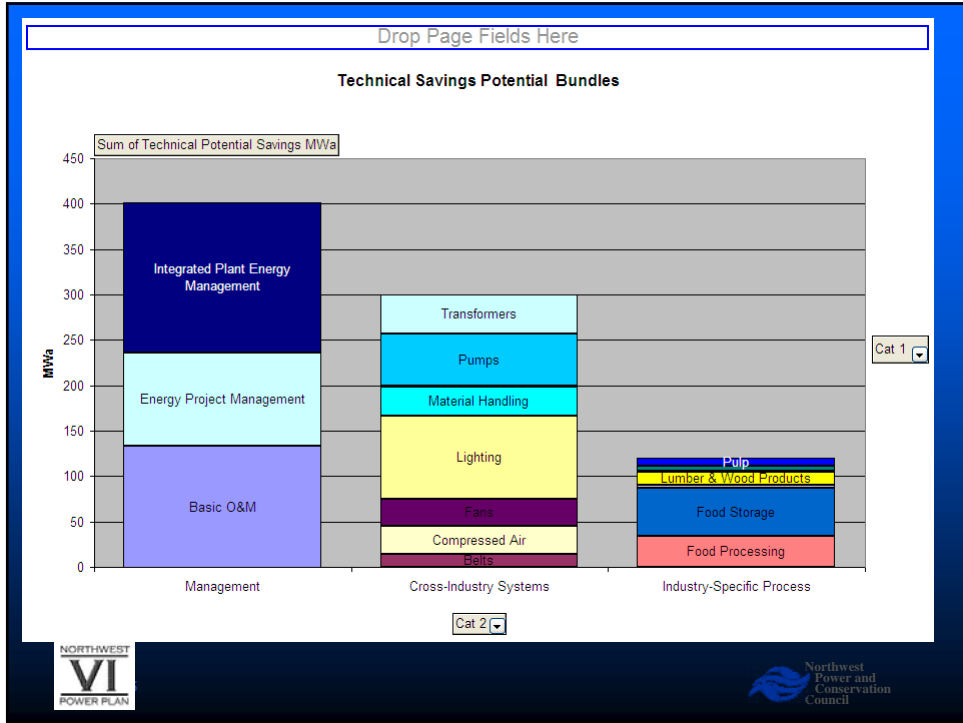 Drop Page Fields Here
Technical Savings Potential Bundles
Sum of Technical Potential Savings MWa
450
400
350
300
250
200
150
100
50
0
MWa
Integrated Plant Energy
Management
Energy Project Management
Basic O&M
Transformers
Pumps
Material Handling
Lighting
Fans
Compressed Air
Belts
Pulp
Lumber & Wood Products
Food Storage
Food Processing
Management
Cross-Industry Systems
Industry-Specific Process
Cat 1
Cat 2
NORTHWEST
VI
POWER PLAN
Northwest
Power and
Conservation
Council